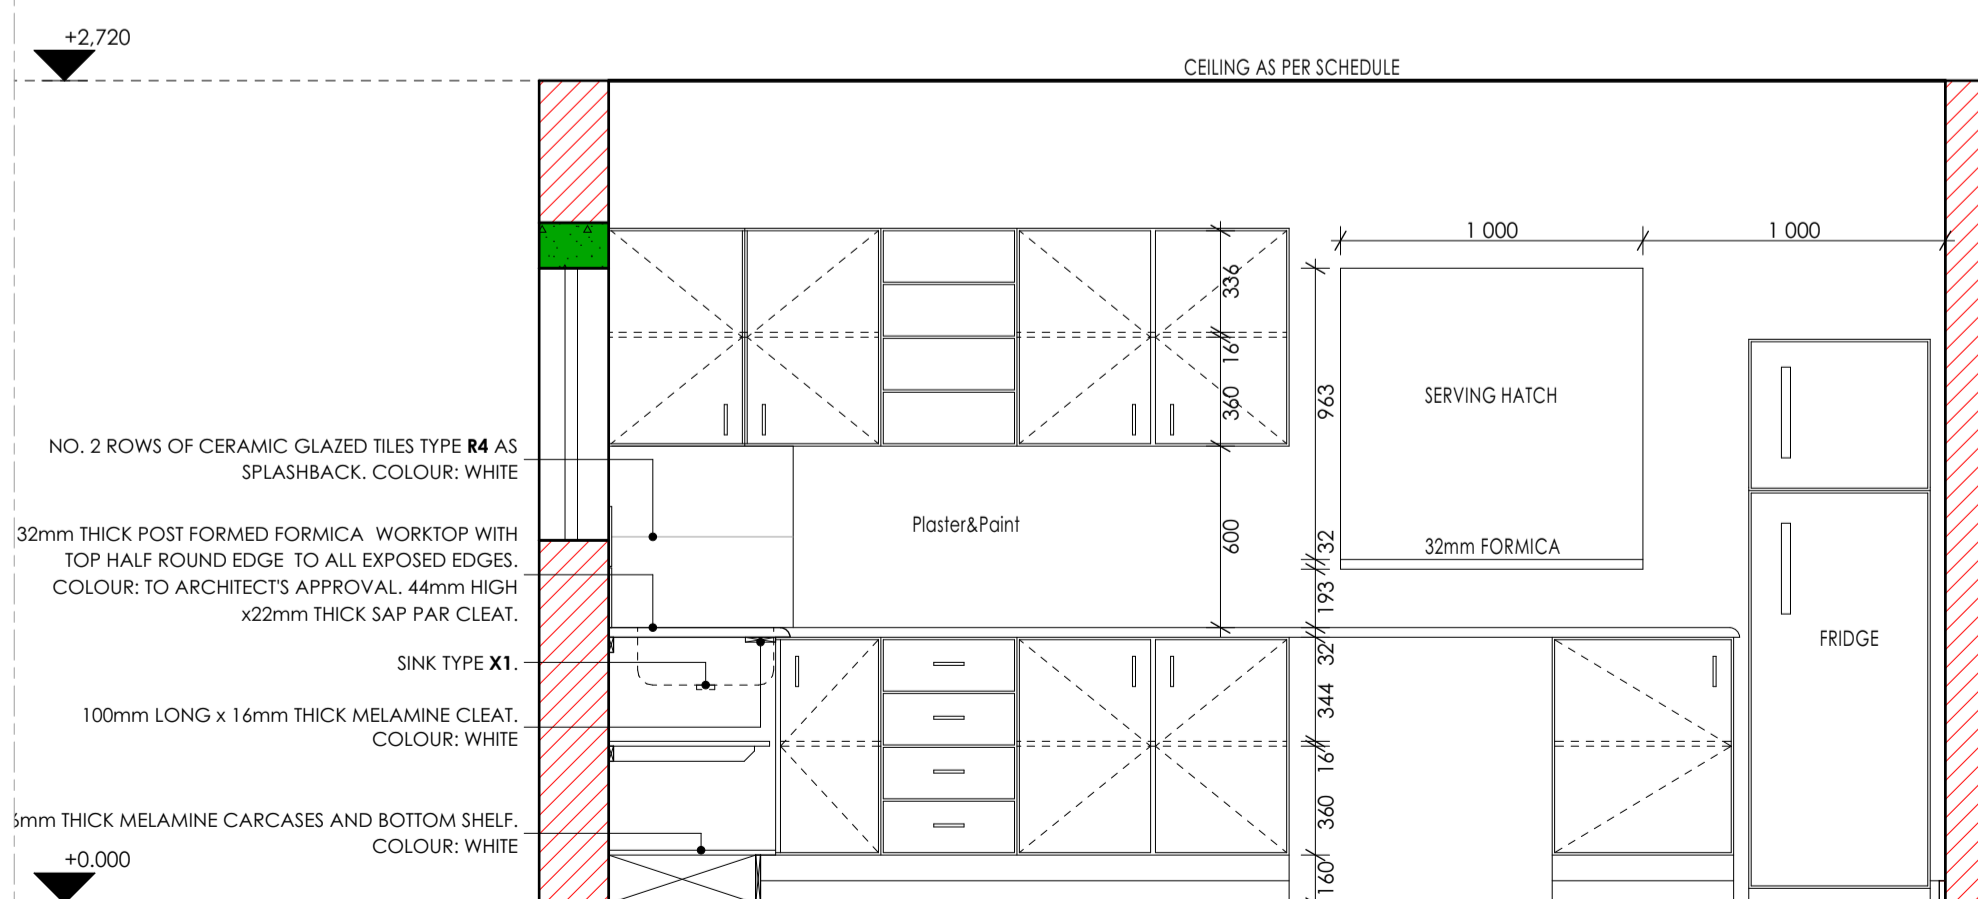 +2,720
CEILING AS PER SCHEDULE
1 000
1 000
336
16
360
963
SERVING HATCH
NO. 2 ROWS OF CERAMIC GLAZED TILES TYPE R4 AS
SPLASHBACK. COLOUR: WHITE
Plaster&Paint
600
32
32mm FORMICA
32mm THICK POST FORMED FORMICA WORKTOP WITH
TOP HALF ROUND EDGE TO ALL EXPOSED EDGES.
COLOUR: TO ARCHITECT'S APPROVAL. 44mm HIGH
x22mm THICK SAP PAR CLEAT.
193
FRIDGE
SINK TYPE X1.
32
344
100mm LONG x 16mm THICK MELAMINE CLEAT.
COLOUR: WHITE
16
360
mm THICK MELAMINE CARCASES AND BOTTOM SHELF.
COLOUR: WHITE
+0.000
160